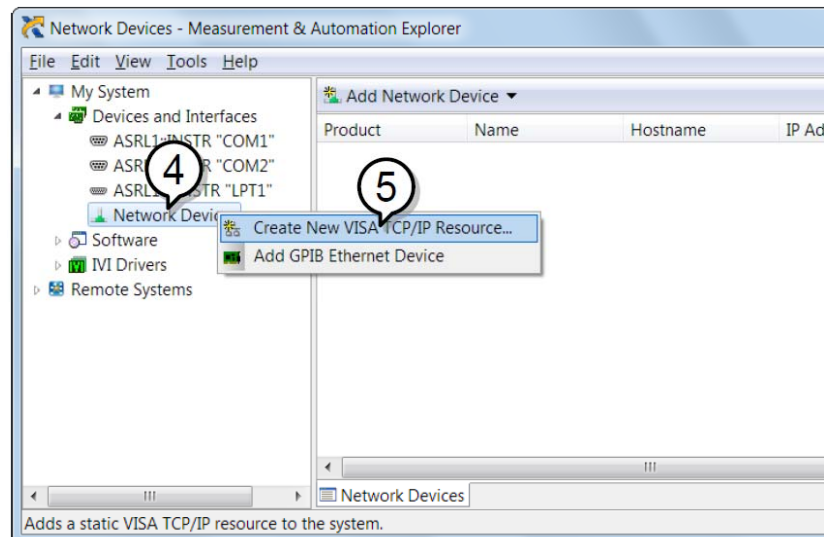 Network Devices - Measurement & Automation Explorer
File Edit View Tools Help
My System
Devices and Interfaces
ASRL1::INSTR "COM1"
ASR R "COM2"
4
ASRL1 STR "LPT1"
Network Devic
Software
IVI Drivers
Remote Systems
Add Network Device
Product Name Hostname IP Ad
5
Create New VISA TCP/IP Resource...
Add GPIB Ethernet Device
Network Devices
Adds a static VISA TCP/IP resource to the system.